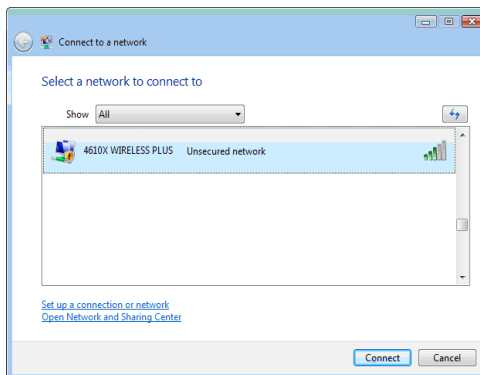 Connect to a network
Select a network to connect to
Show All
4610X WIRELESS PLUS Unsecured network
Set up a connection or network
Open Network and Sharing Center
Connect Cancel